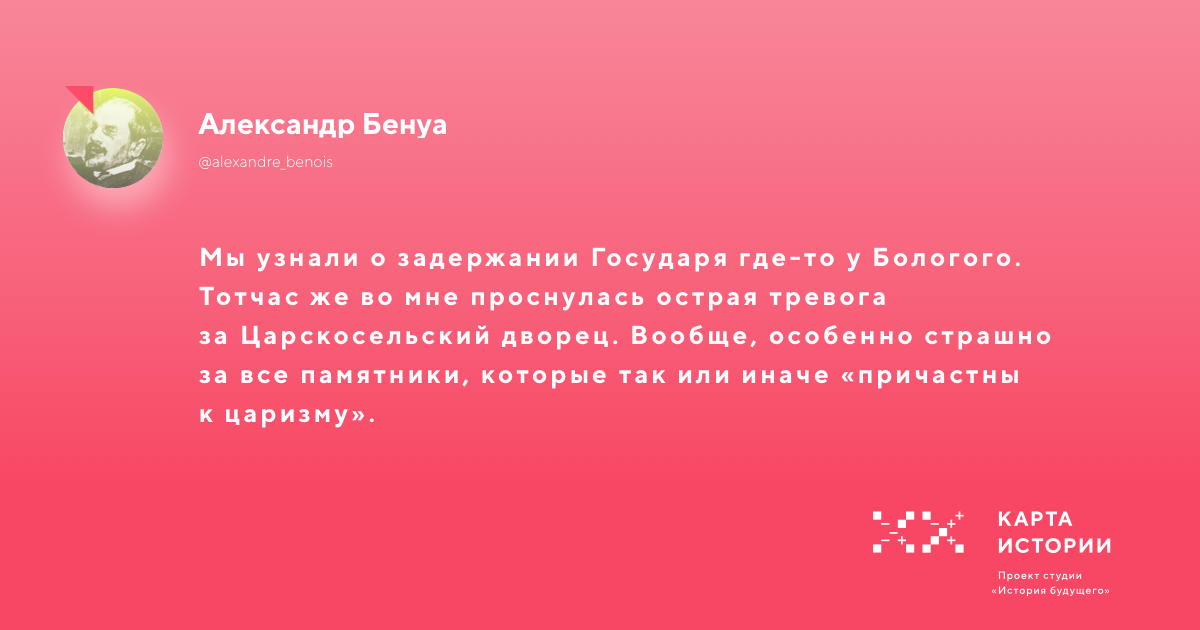 Александр Бенуа
@alexandre_benois
Мы узнали о задержании Государя где-то у Бологого.
Тотчас же во мне проснулась острая тревога
за Царскосельский дворец. Вообще, особенно страшно
за все памятники, которые так или иначе «причастны
к царизму».
КАРТА
ИСТОРИИ
Проект студии
«История будущего»